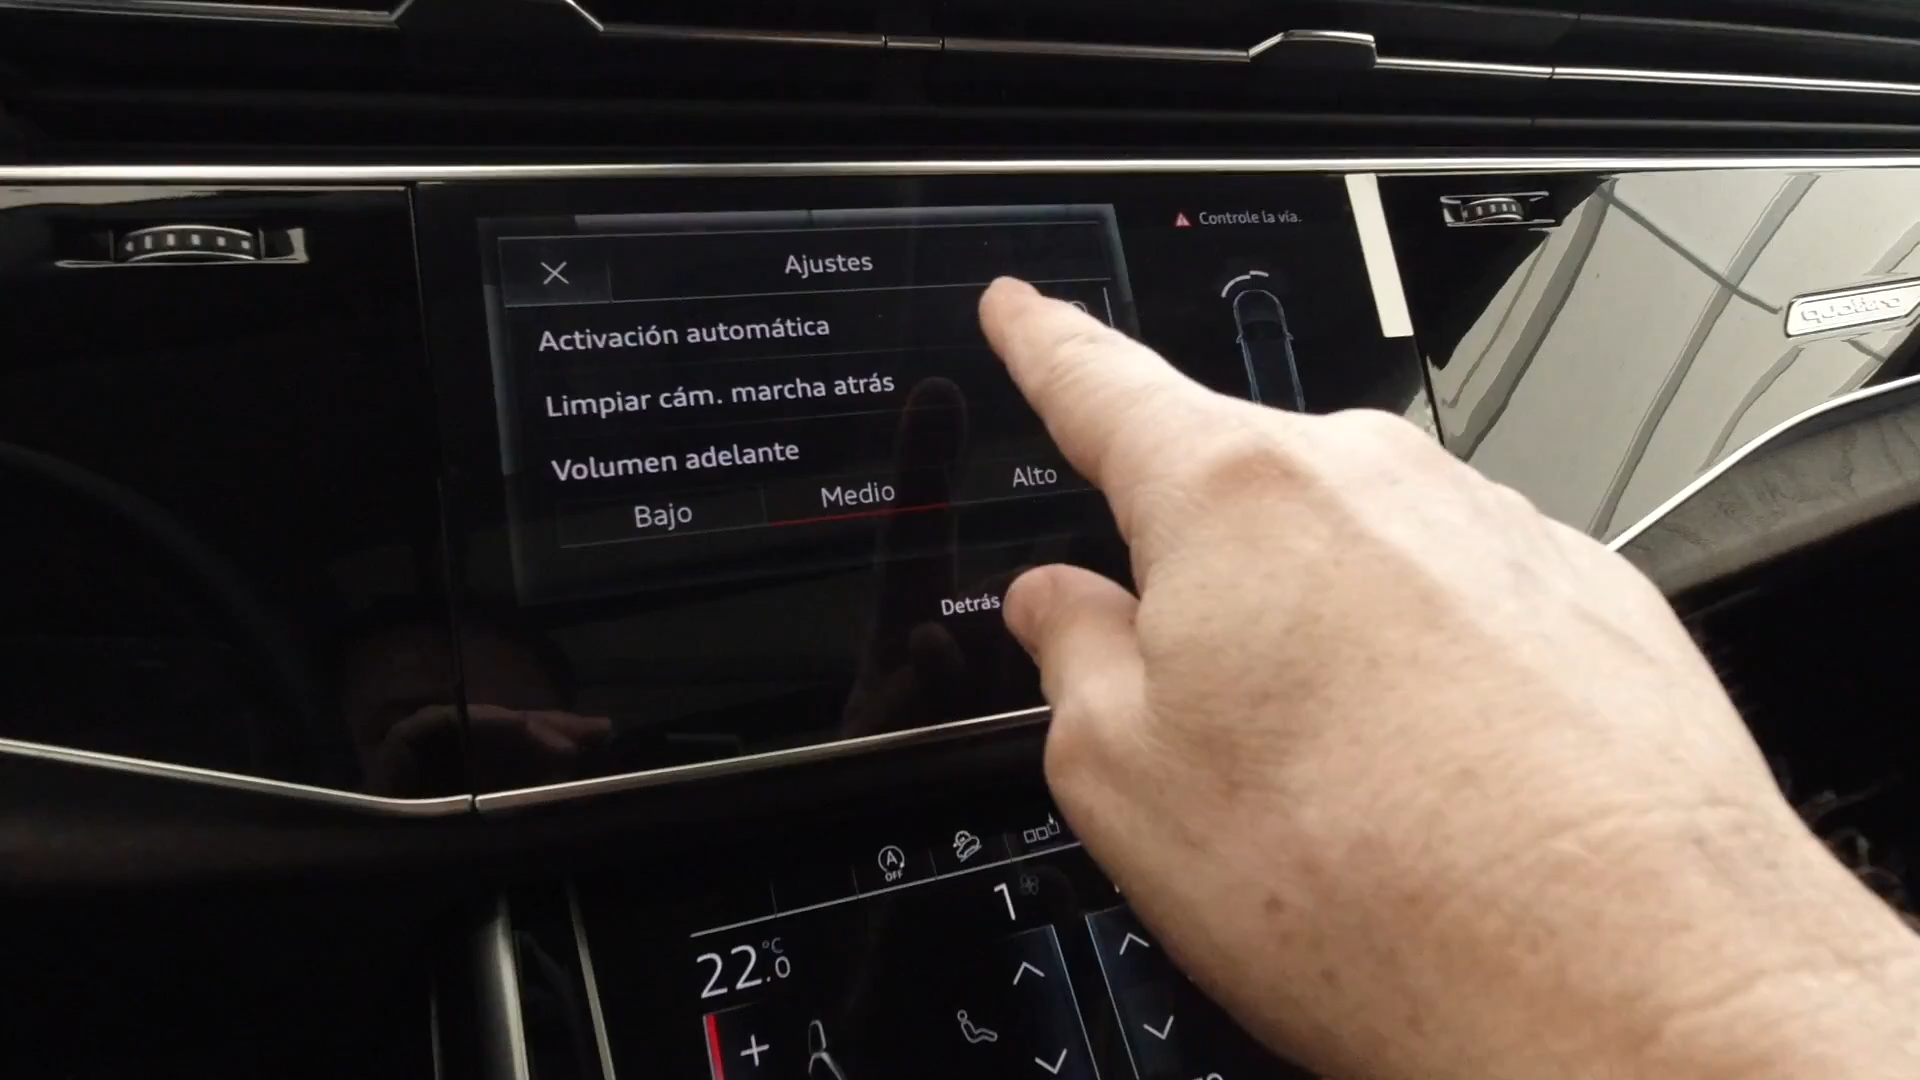 Controle la vía.
Ajustes
Activación automática
Limpiar cám. marcha atrás
Volumen adelante
Bajo Medio Alto
Detrás
quattro
A
OFF
1
22.0 °C
+